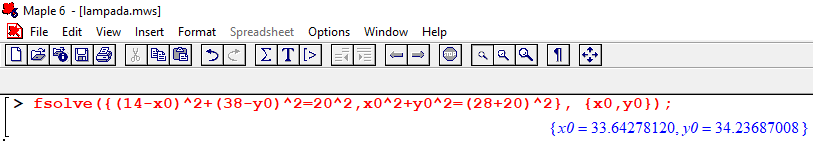 Maple 6 - [lampada.mws]
File Edit View Insert Format Spreadsheet Options Window Help
Σ T [>
¶
> fsolve({(14-x0)^2+(38-y0)^2=20^2,x0^2+y0^2=(28+20)^2}, {x0,y0});
{x0 = 33.64278120, y0 = 34.23687008}